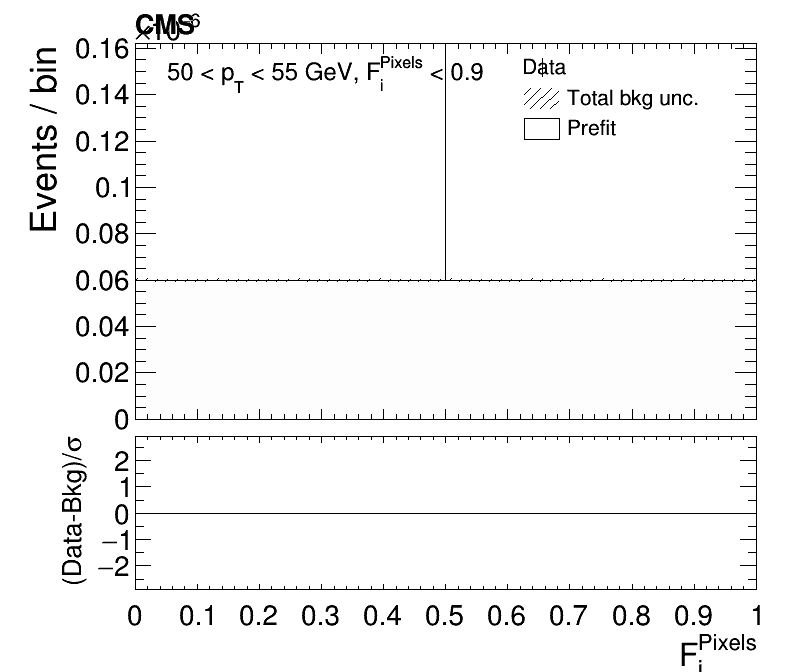 CMS
×10⁻⁶
Events / bin
0.16
0.14
0.12
0.1
0.08
0.06
0.04
0.02
0
50 < p_T < 55 GeV, F_i^Pixels < 0.9
Data
Total bkg unc.
Prefit
(Data-Bkg)/σ
2
1
0
−1
−2
0 0.1 0.2 0.3 0.4 0.5 0.6 0.7 0.8 0.9 1
F_i^Pixels